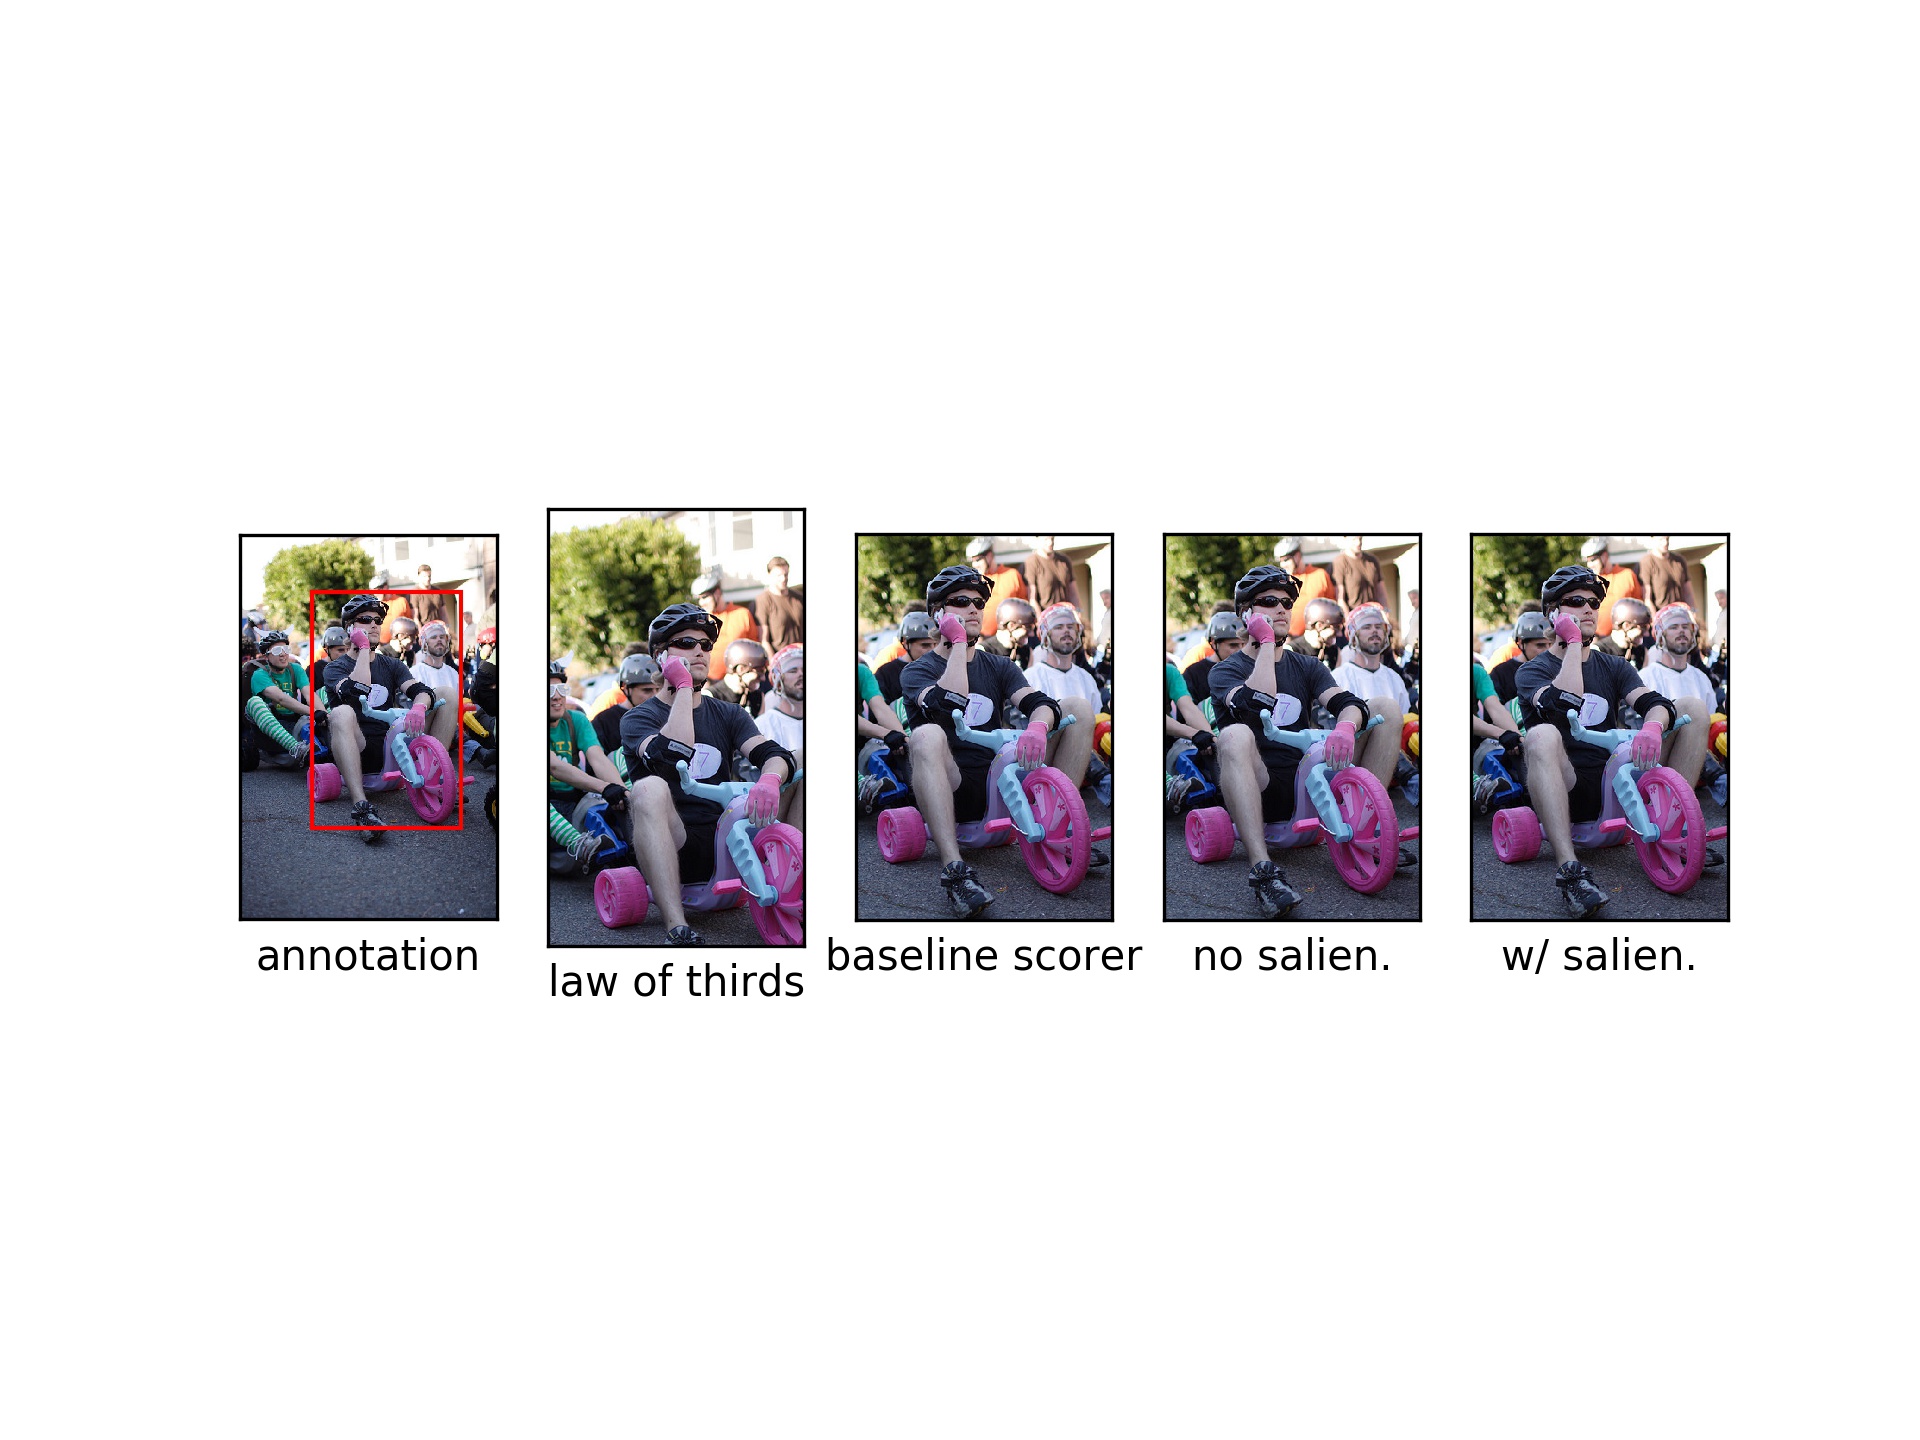 annotation
law of thirds
baseline scorer
no salien.
w/ salien.